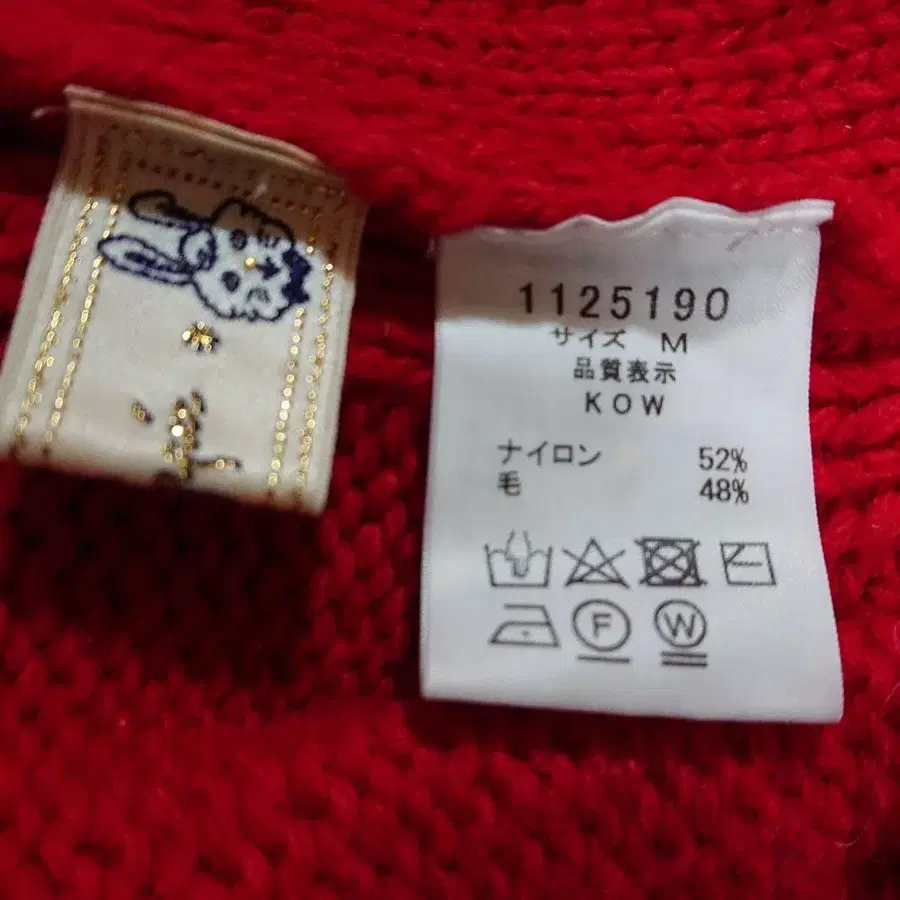 1125190
サイズ M
品質表示
KOW
ナイロン 52%
毛 48%
F W